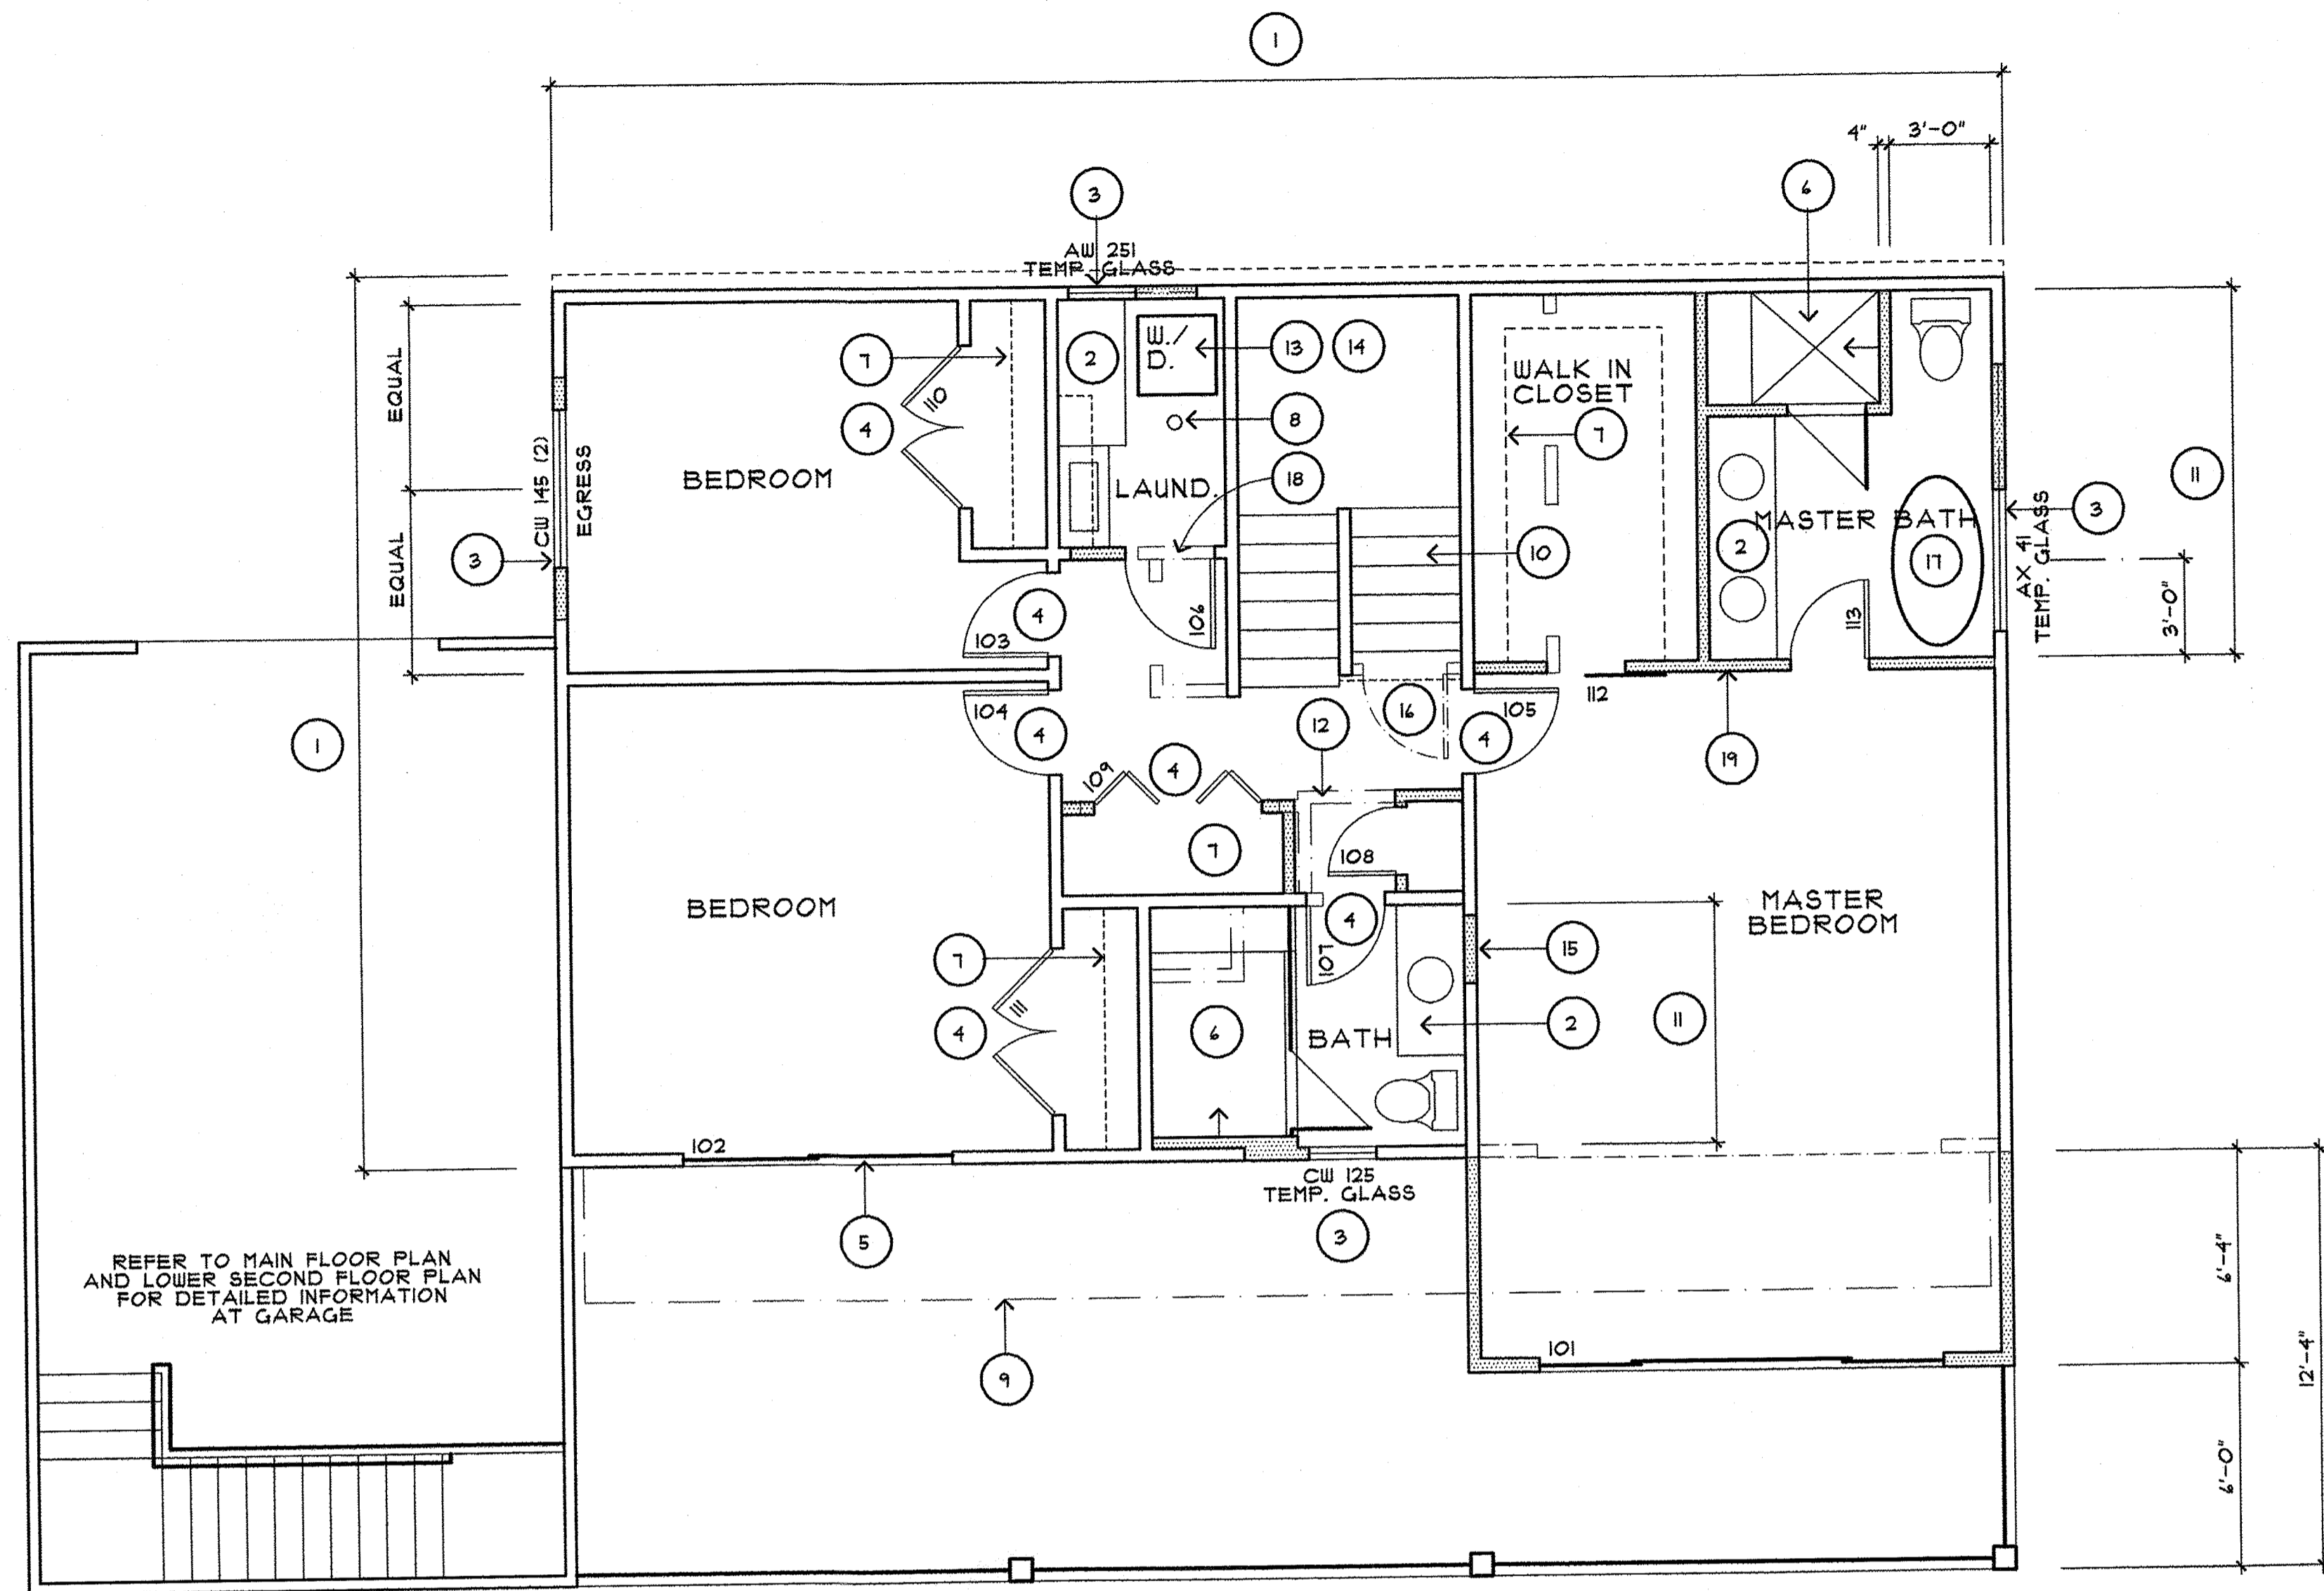 1
4" 3'-0"
3
6
AW 251
TEMP. GLASS
EQUAL
EQUAL
CW 145 (2)
EGRESS
3
7
110
4
BEDROOM
2
W./
D.
13
14
8
18
LAUND.
WALK IN
CLOSET
7
10
2
MASTER BATH
17
3
AX 41
TEMP. GLASS
11
3'-0"
1
103
4
106
104
4
12
16
105
4
112
113
19
109
4
7
108
BEDROOM
7
4
111
4
107
6
BATH
15
2
11
MASTER
BEDROOM
102
5
CW 125
TEMP. GLASS
3
REFER TO MAIN FLOOR PLAN
AND LOWER SECOND FLOOR PLAN
FOR DETAILED INFORMATION
AT GARAGE
9
101
6'-4"
12'-4"
6'-0"